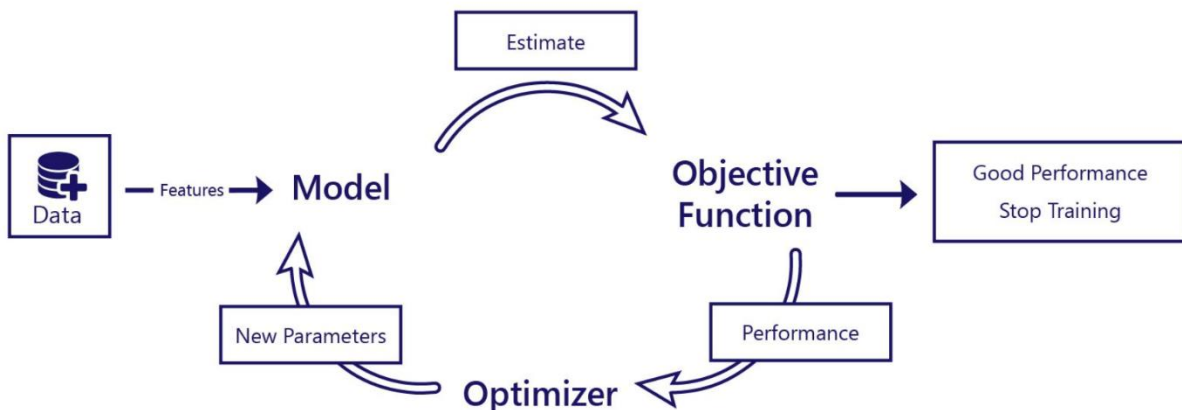 Estimate
Data
Features
Model
Objective
Function
Good Performance
Stop Training
New Parameters
Performance
Optimizer